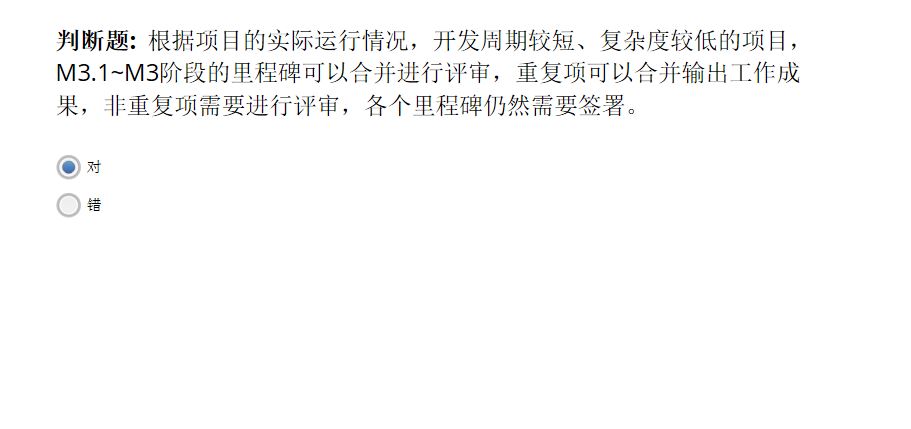 判断题: 根据项目的实际运行情况，开发周期较短、复杂度较低的项目，
M3.1~M3阶段的里程碑可以合并进行评审，重复项可以合并输出工作成
果，非重复项需要进行评审，各个里程碑仍然需要签署。
对
错